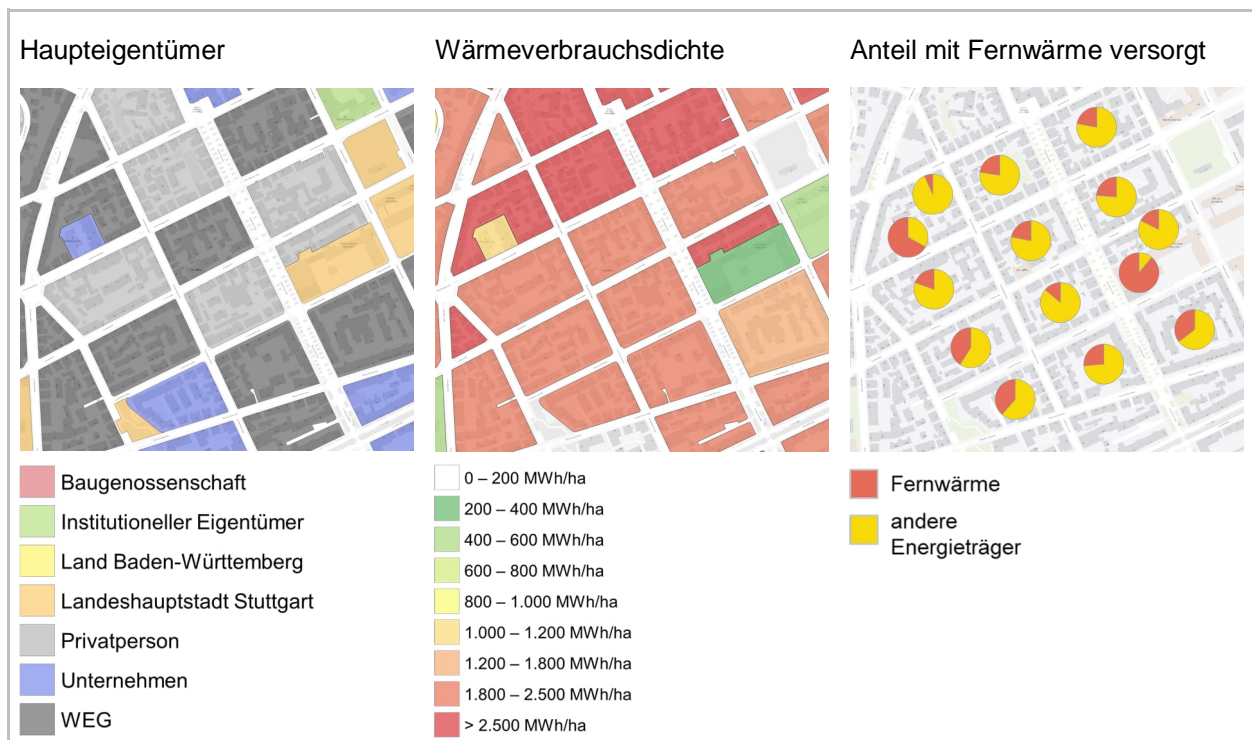 Haupteigentümer
Wärmeverbrauchsdichte
Anteil mit Fernwärme versorgt
Baugenossenschaft
Institutioneller Eigentümer
Land Baden-Württemberg
Landeshauptstadt Stuttgart
Privatperson
Unternehmen
WEG
0 – 200 MWh/ha
200 – 400 MWh/ha
400 – 600 MWh/ha
600 – 800 MWh/ha
800 – 1.000 MWh/ha
1.000 – 1.200 MWh/ha
1.200 – 1.800 MWh/ha
1.800 – 2.500 MWh/ha
> 2.500 MWh/ha
Fernwärme
andere
Energieträger